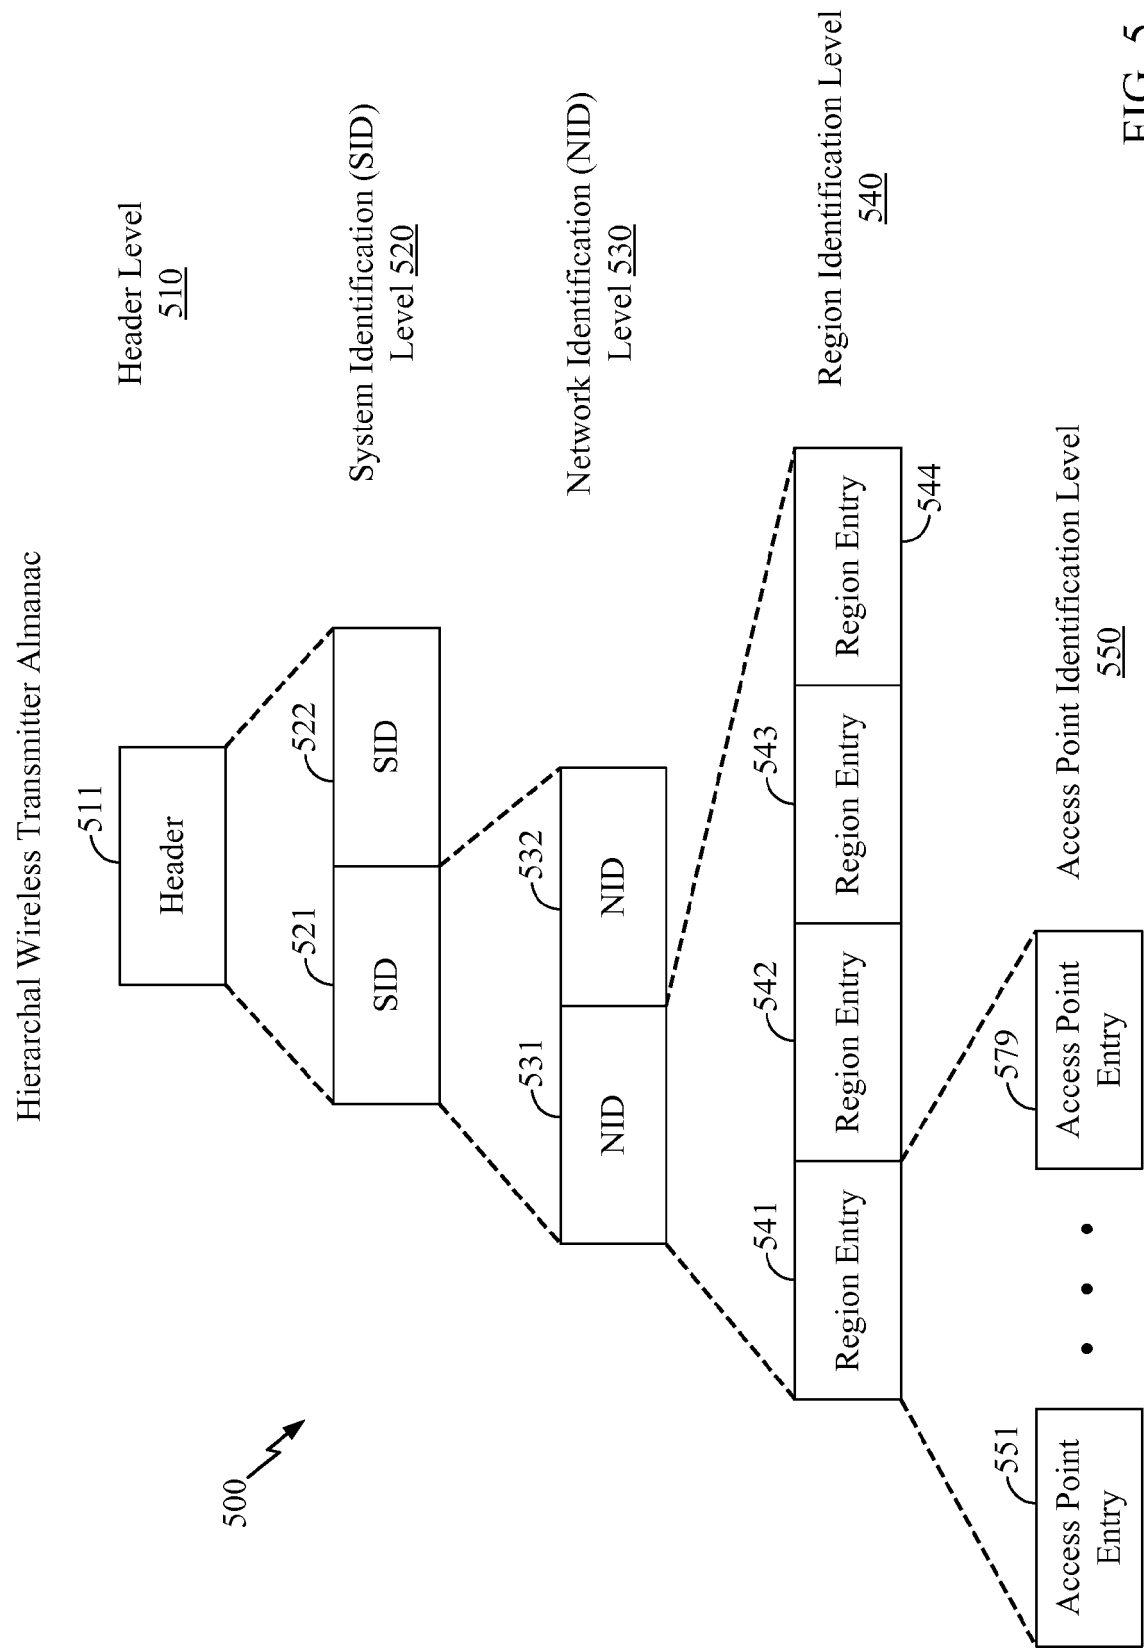 Hierarchal Wireless Transmitter Almanac
500
511
Header
Header Level
510
521
522
SID
SID
System Identification (SID)
Level 520
531
532
NID
NID
Network Identification (NID)
Level 530
541
542
543
Region Entry
Region Entry
Region Entry
Region Entry
544
Region Identification Level
540
551
579
Access Point
Entry
Access Point
Entry
Access Point Identification Level
550
FIG. 5